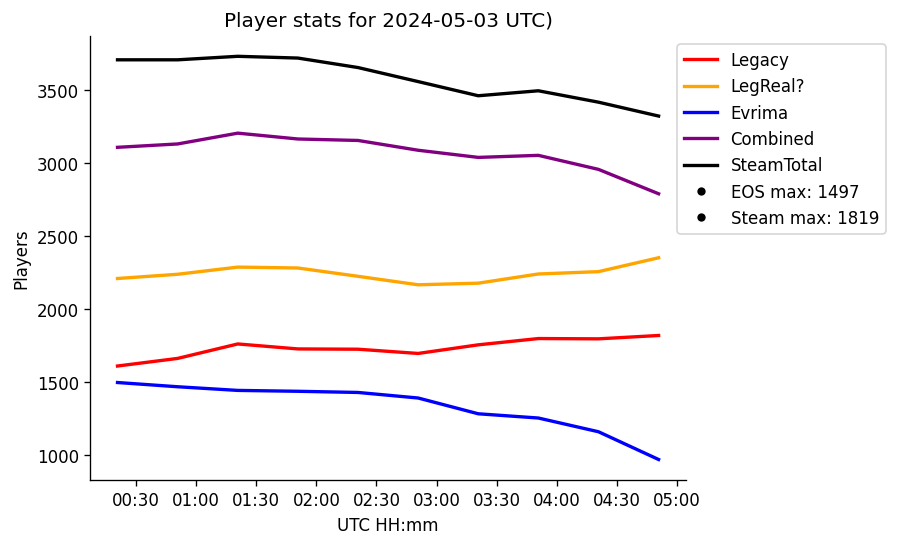 Player stats for 2024-05-03 UTC)
Legacy
LegReal?
Evrima
Combined
SteamTotal
EOS max: 1497
Steam max: 1819
Players
3500
3000
2500
2000
1500
1000
00:30 01:00 01:30 02:00 02:30 03:00 03:30 04:00 04:30 05:00
UTC HH:mm